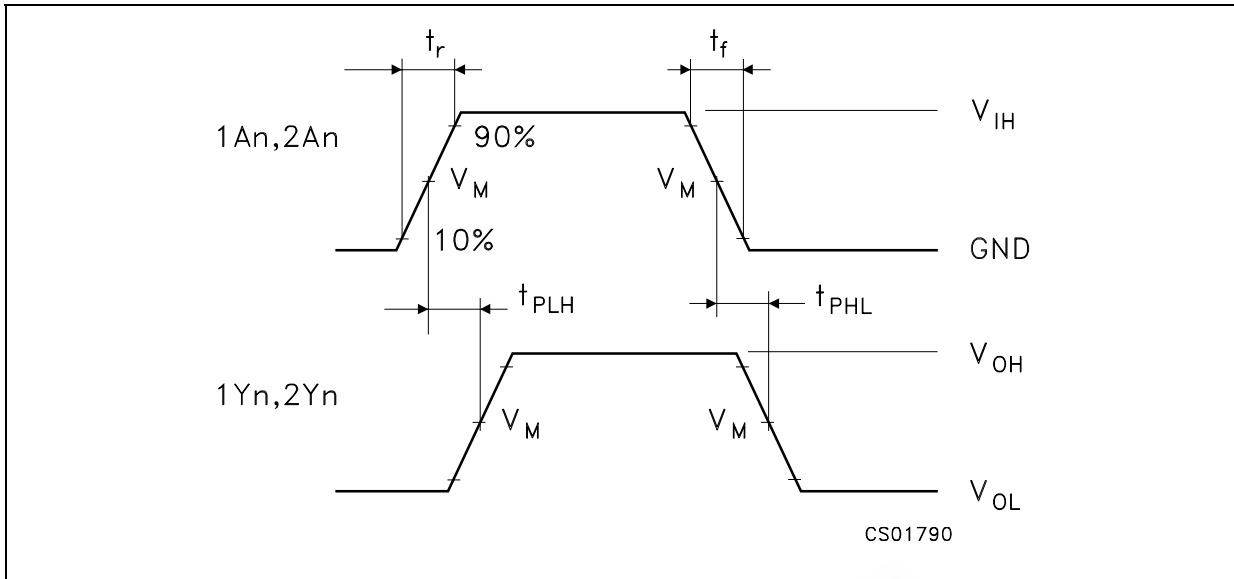 t_r
t_f
1An,2An
90%
V_IH
V_M
V_M
10%
GND
t_PLH
t_PHL
V_OH
1Yn,2Yn
V_M
V_M
V_OL
CS01790